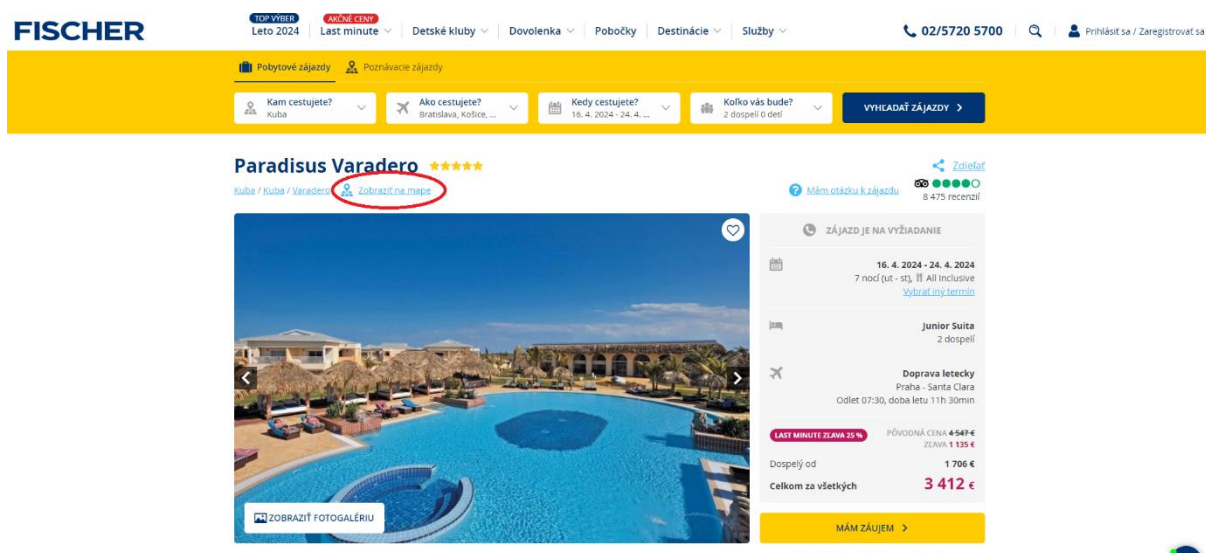 FISCHER
TOP VÝBER
Leto 2024
AKČNÉ CENY
Last minute
Detské kluby
Dovolenka
Pobočky
Destinácie
Služby
02/5720 5700
Prihlásiť sa / Zaregistrovat sa
Pobytové zájazdy
Poznávacie zájazdy
Kam cestujete?
Kuba
Ako cestujete?
Bratislava, Košice, ...
Kedy cestujete?
16. 4. 2024 - 24. 4. ...
Koľko vás bude?
2 dospelí 0 detí
VYHĽADAŤ ZÁJAZDY
Paradisus Varadero
Zdieľať
Kuba / Kuba / Varadero
Zobraziť na mape
Mám otázku k zájazdu
8 475 recenzií
ZÁJAZD JE NA VYŽIADANIE
16. 4. 2024 - 24. 4. 2024
7 nocí (ut - st), All Inclusive
Vybrať iný termín
Junior Suita
2 dospelí
Doprava letecky
Praha - Santa Clara
Odlet 07:30, doba letu 11h 30min
LAST MINUTE ZĽAVA 25 %
PÔVODNÁ CENA 4 547 €
ZĽAVA 1 135 €
Dospelý od 1 706 €
Celkom za všetkých 3 412 €
ZOBRAZIŤ FOTOGALÉRIU
MÁM ZÁUJEM